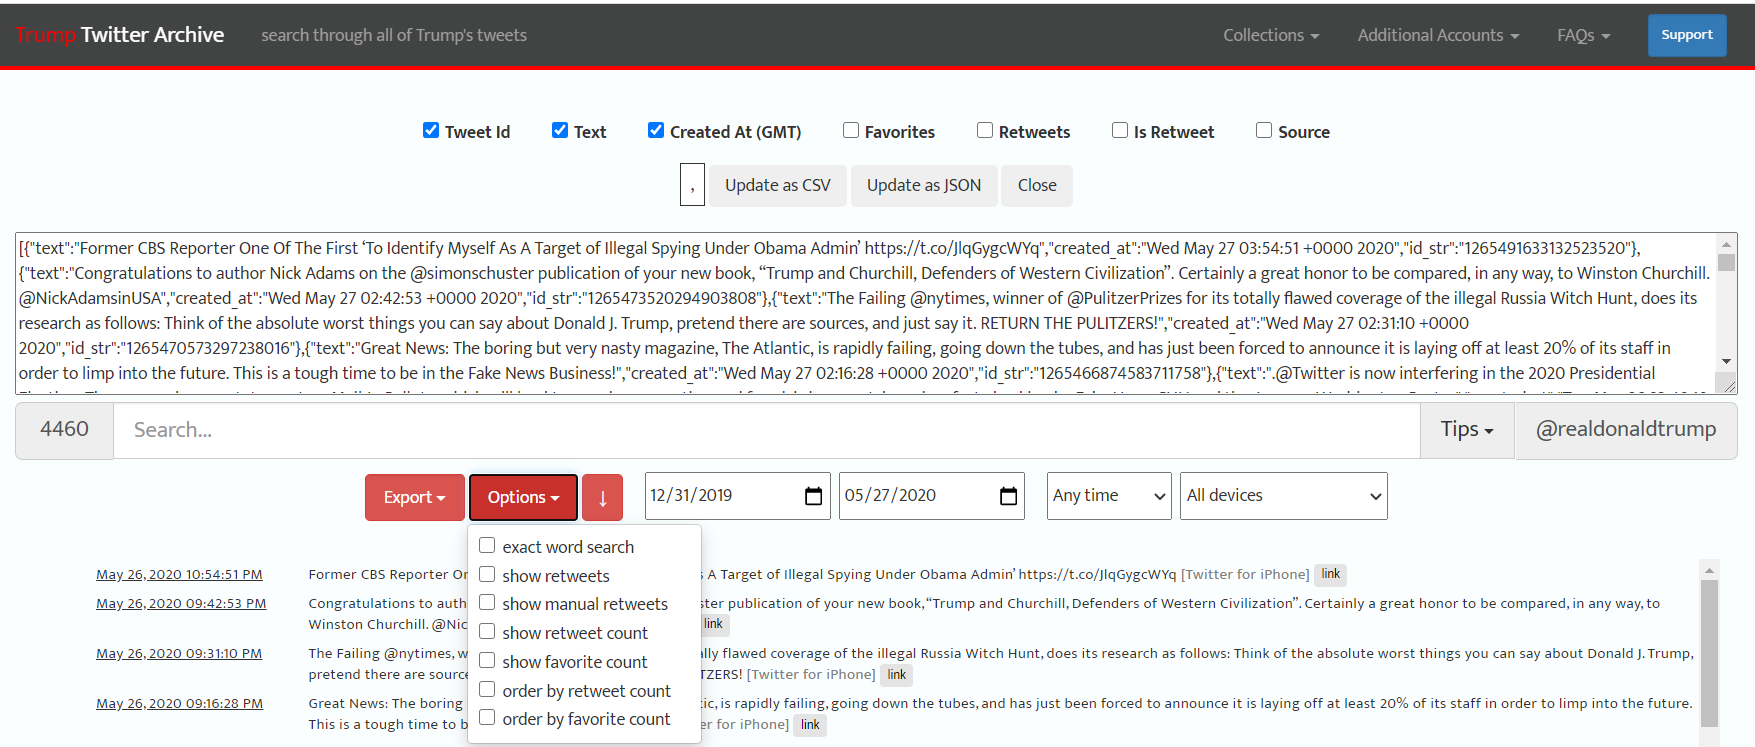 Trump Twitter Archive search through all of Trump's tweets Collections Additional Accounts FAQs Support
Tweet Id Text Created At (GMT) Favorites Retweets Is Retweet Source
, Update as CSV Update as JSON Close
[{"text":"Former CBS Reporter One Of The First ‘To Identify Myself As A Target of Illegal Spying Under Obama Admin’ https://t.co/JlqGygcWYq","created_at":"Wed May 27 03:54:51 +0000 2020","id_str":"1265491633132523520"},
{"text":"Congratulations to author Nick Adams on the @simonschuster publication of your new book, “Trump and Churchill, Defenders of Western Civilization”. Certainly a great honor to be compared, in any way, to Winston Churchill.
@NickAdamsinUSA","created_at":"Wed May 27 02:42:53 +0000 2020","id_str":"1265473520294903808"},{"text":"The Failing @nytimes, winner of @PulitzerPrizes for its totally flawed coverage of the illegal Russia Witch Hunt, does its
research as follows: Think of the absolute worst things you can say about Donald J. Trump, pretend there are sources, and just say it. RETURN THE PULITZERS!","created_at":"Wed May 27 02:31:10 +0000
2020","id_str":"1265470573297238016"},{"text":"Great News: The boring but very nasty magazine, The Atlantic, is rapidly failing, going down the tubes, and has just been forced to announce it is laying off at least 20% of its staff in
order to limp into the future. This is a tough time to be in the Fake News Business!","created_at":"Wed May 27 02:16:28 +0000 2020","id_str":"1265466874583711758"},{"text":".@Twitter is now interfering in the 2020 Presidential
4460 Search... Tips @realdonaldtrump
Export Options ↓ 12/31/2019 05/27/2020 Any time All devices
exact word search
show retweets
show manual retweets
show retweet count
show favorite count
order by retweet count
order by favorite count
May 26, 2020 10:54:51 PM Former CBS Reporter On s A Target of Illegal Spying Under Obama Admin’ https://t.co/JlqGygcWYq [Twitter for iPhone] link
May 26, 2020 09:42:53 PM Congratulations to auth ster publication of your new book, “Trump and Churchill, Defenders of Western Civilization”. Certainly a great honor to be compared, in any way, to
Winston Churchill. @Nic link
May 26, 2020 09:31:10 PM The Failing @nytimes, w ally flawed coverage of the illegal Russia Witch Hunt, does its research as follows: Think of the absolute worst things you can say about Donald J. Trump,
pretend there are source TZERS! [Twitter for iPhone] link
May 26, 2020 09:16:28 PM Great News: The boring tic, is rapidly failing, going down the tubes, and has just been forced to announce it is laying off at least 20% of its staff in order to limp into the future.
This is a tough time to b er for iPhone] link